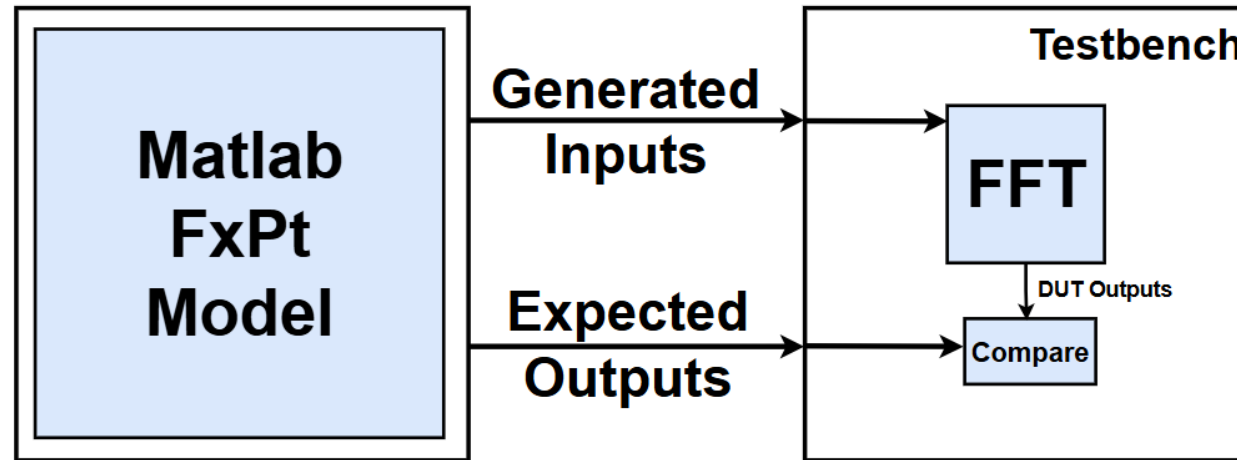 Matlab
FxPt
Model
Generated
Inputs
Expected
Outputs
Testbench
FFT
DUT Outputs
Compare